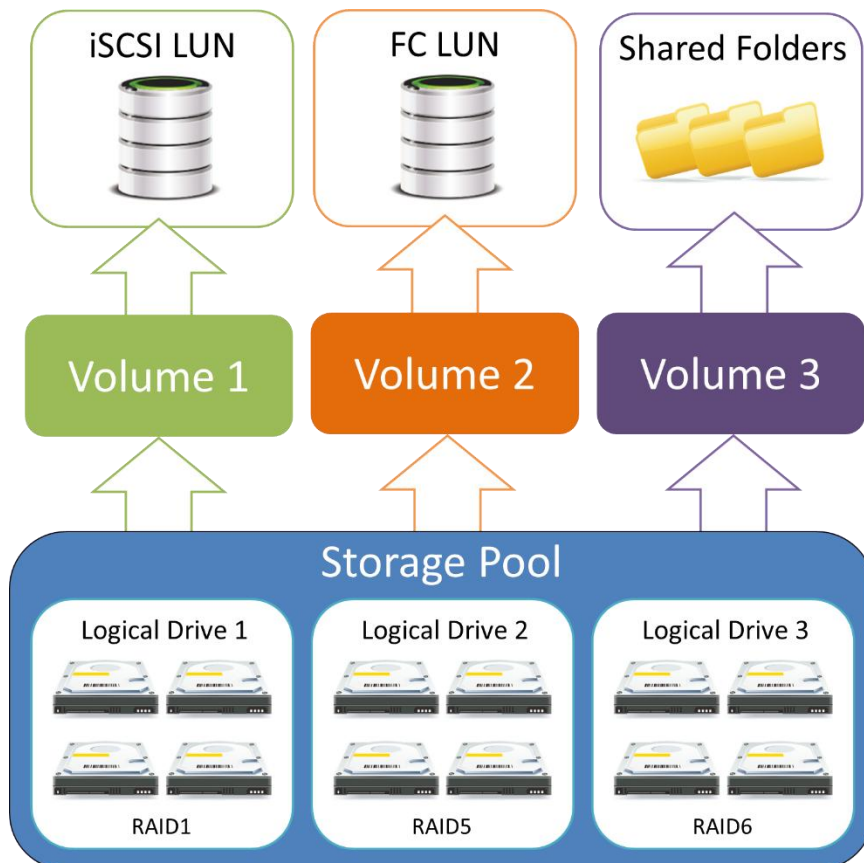 iSCSI LUN
FC LUN
Shared Folders
Volume 1
Volume 2
Volume 3
Storage Pool
Logical Drive 1
Logical Drive 2
Logical Drive 3
RAID1
RAID5
RAID6